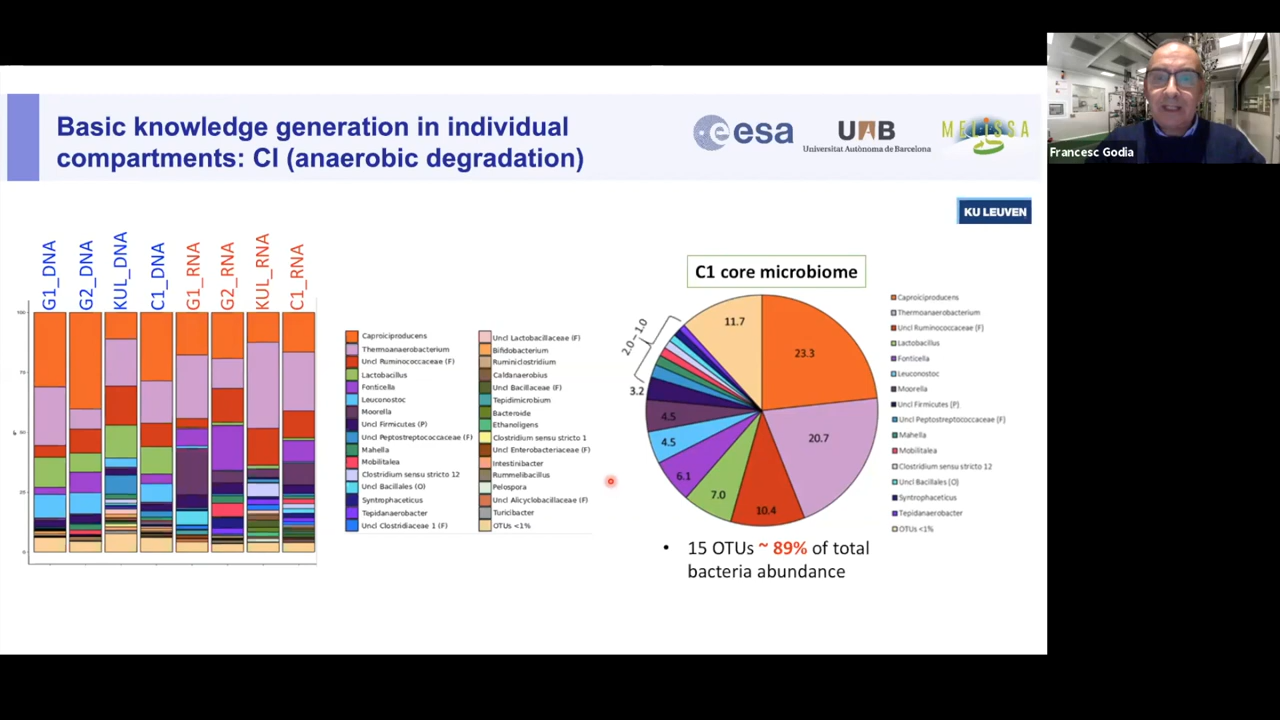 Basic knowledge generation in individual
compartments: CI (anaerobic degradation)
esa
UAB
Universitat Autònoma de Barcelona
MELiSSA
Francesc Godia
KU LEUVEN
G1_DNA
G2_DNA
KUL_DNA
C1_DNA
G1_RNA
G2_RNA
KUL_RNA
C1_RNA
100
75
50
25
0
Caproiciproducens
Thermoanaerobacterium
Uncl Ruminococcaceae (F)
Lactobacillus
Fonticella
Leuconostoc
Moorella
Uncl Firmicutes (P)
Uncl Peptostreptococcaceae (F)
Mahella
Mobilitalea
Clostridium sensu stricto 12
Uncl Bacillales (O)
Syntrophaceticus
Tepidanaerobacter
Uncl Clostridiaceae 1 (F)
Uncl Lactobacillaceae (F)
Bifidobacterium
Ruminiclostridium
Caldanaerobius
Uncl Bacillaceae (F)
Tepidimicrobium
Bacteroide
Ethanoligens
Clostridium sensu stricto 1
Uncl Enterobacteriaceae (F)
Intestinibacter
Rummelibacillus
Pelospora
Uncl Alicyclobacillaceae (F)
Turicibacter
OTUs <1%
C1 core microbiome
11.7
23.3
20.7
10.4
7.0
6.1
4.5
4.5
3.2
2.0 – 1.0
Caproiciproducens
Thermoanaerobacterium
Uncl Ruminococcaceae (F)
Lactobacillus
Fonticella
Leuconostoc
Moorella
Uncl Firmicutes (P)
Uncl Peptostreptococcaceae (F)
Mahella
Mobilitalea
Clostridium sensu stricto 12
Uncl Bacillales (O)
Syntrophaceticus
Tepidanaerobacter
OTUs <1%
• 15 OTUs ~ 89% of total
bacteria abundance